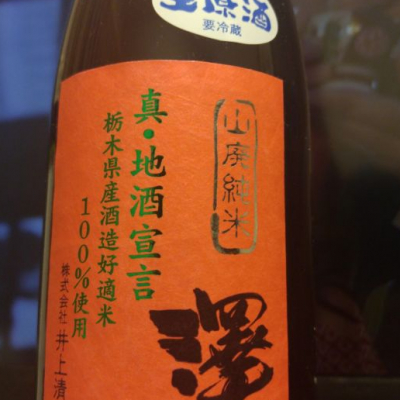 生原酒
要冷蔵
山廃純米
真・地酒宣言
栃木県産酒造好適米
100％使用
株式会社 井上清
澤